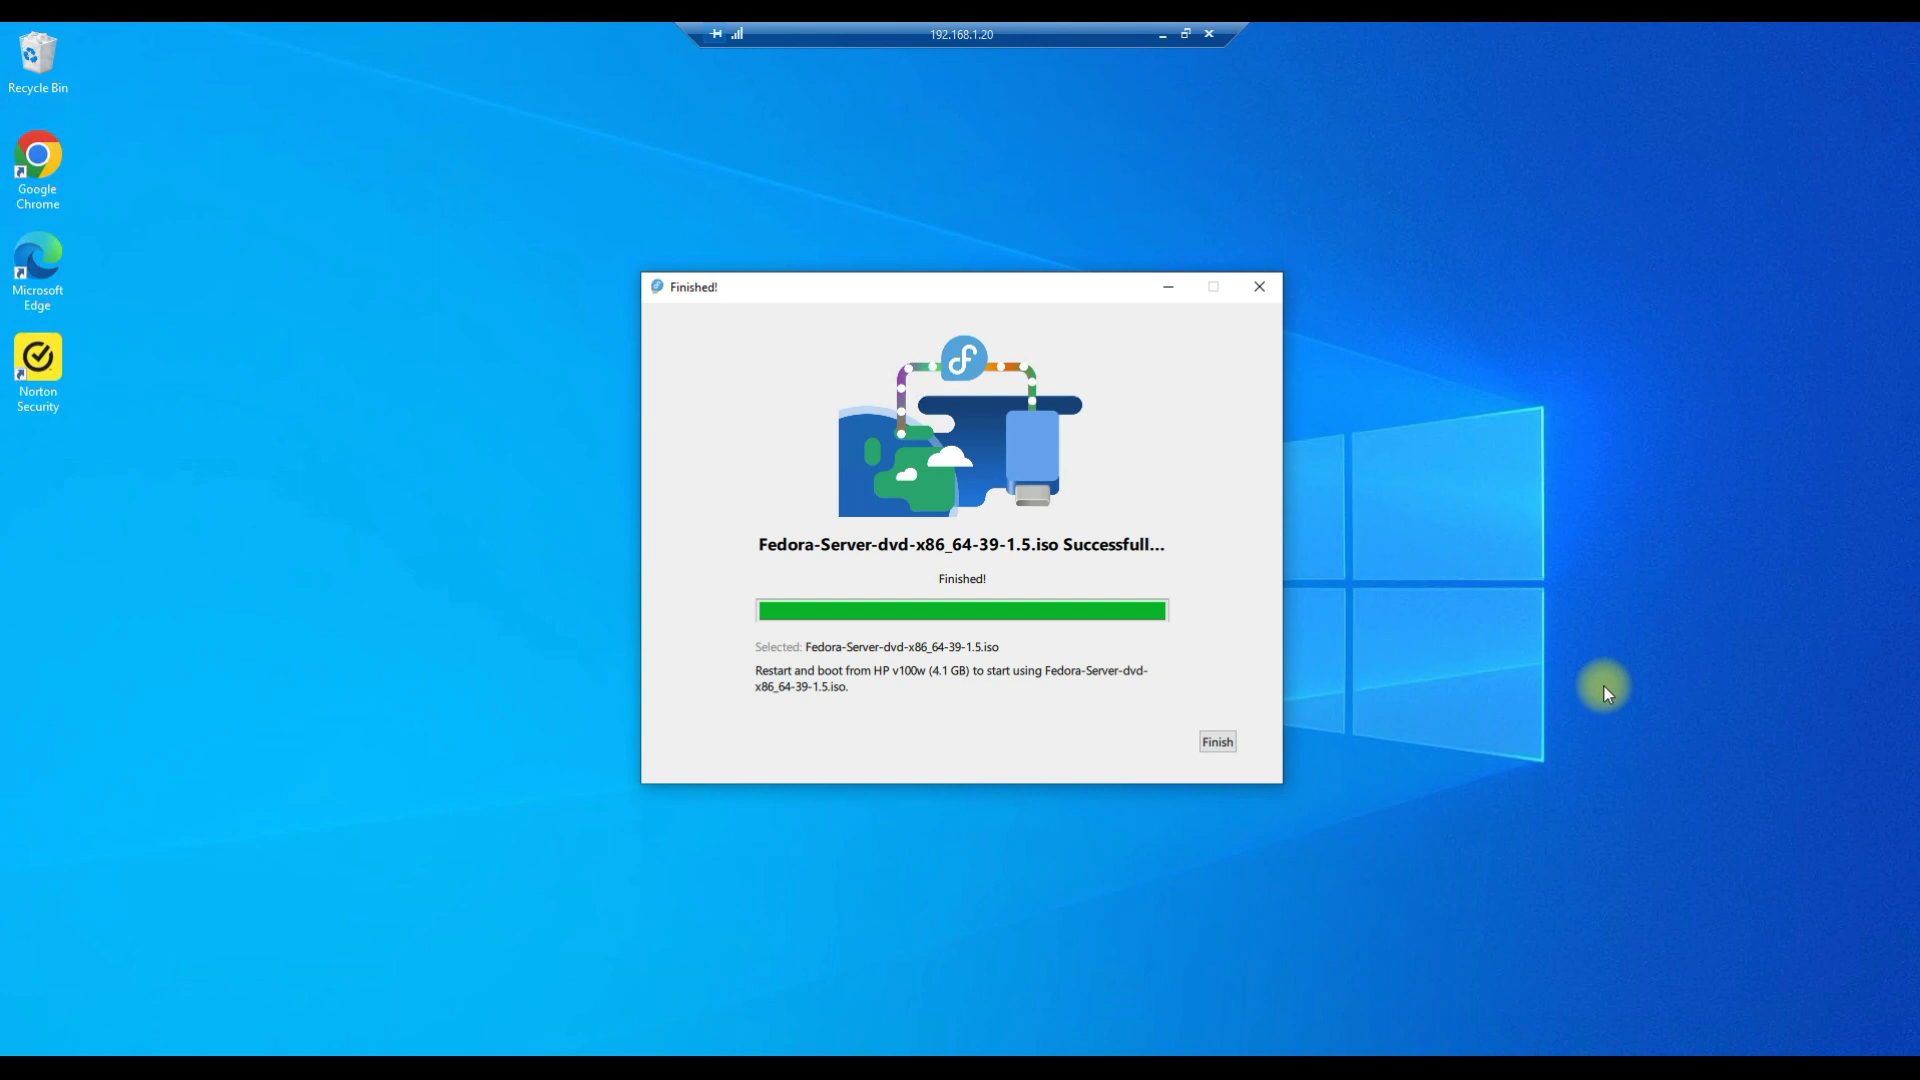 192.168.1.20
Recycle Bin
Google
Chrome
Microsoft
Edge
Norton
Security
Finished!
Fedora-Server-dvd-x86_64-39-1.5.iso Successfull...
Finished!
Selected: Fedora-Server-dvd-x86_64-39-1.5.iso
Restart and boot from HP v100w (4.1 GB) to start using Fedora-Server-dvd-
x86_64-39-1.5.iso.
Finish